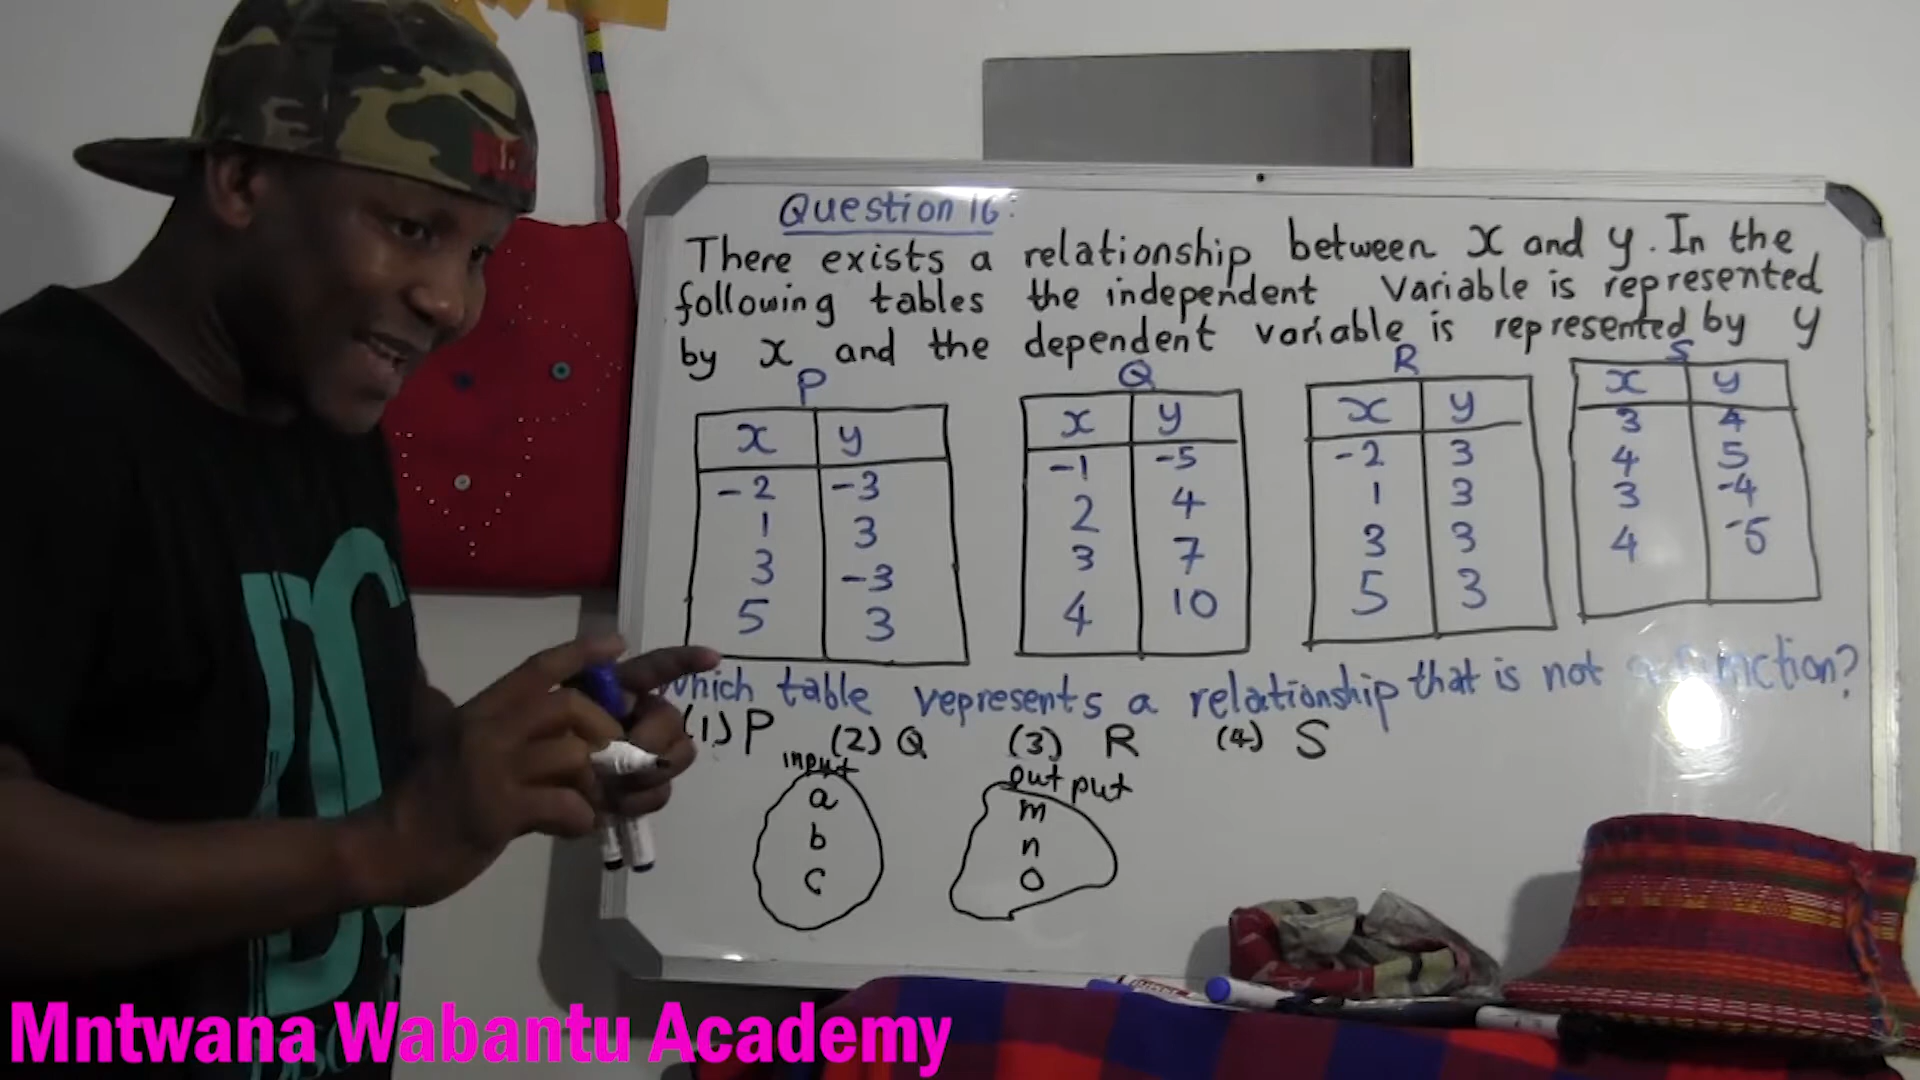 Question 16:
There exists a relationship between x and y. In the
following tables the independent variable is represented
by x and the dependent variable is represented by y
P Q R S
x y
-2 -3
1 3
3 -3
5 3
x y
-1 -5
2 4
3 7
4 10
x y
-2 3
1 3
3 3
5 3
x y
3 4
4 5
3 -4
4 -5
Which table represents a relationship that is not a function?
(1) P (2) Q (3) R (4) S
input output
a m
b n
c o
DC
Mntwana Wabantu Academy